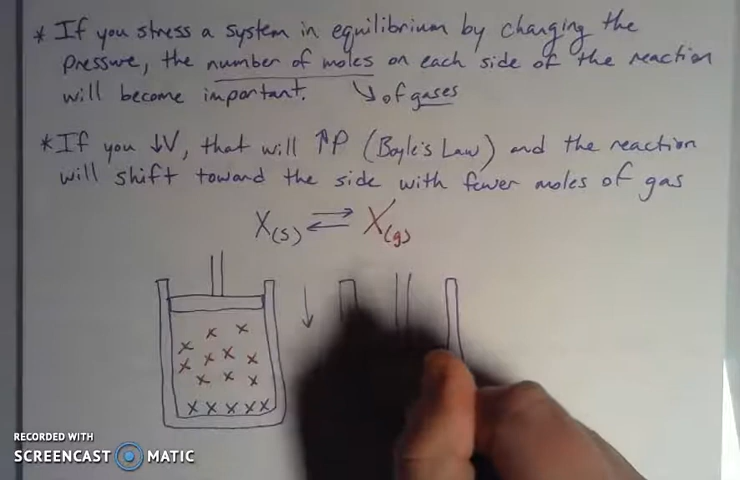 * If you stress a system in equilibrium by changing the
pressure, the number of moles on each side of the reaction
will become important. ↳ of gases
* If you ↓V, that will ↑P (Boyle's Law) and the reaction
will shift toward the side with fewer moles of gas
X(s) ⇌ X(g)
x x
x x x
x x
x x x
x x x x x
RECORDED WITH
SCREENCAST MATIC